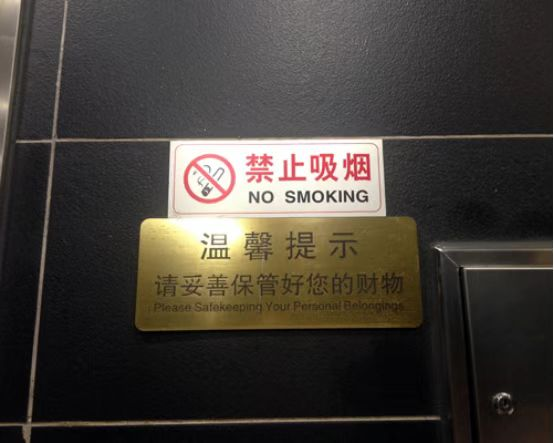 禁止吸烟
NO SMOKING
温馨提示
请妥善保管好您的财物
Please Safekeeping Your Personal Belongings